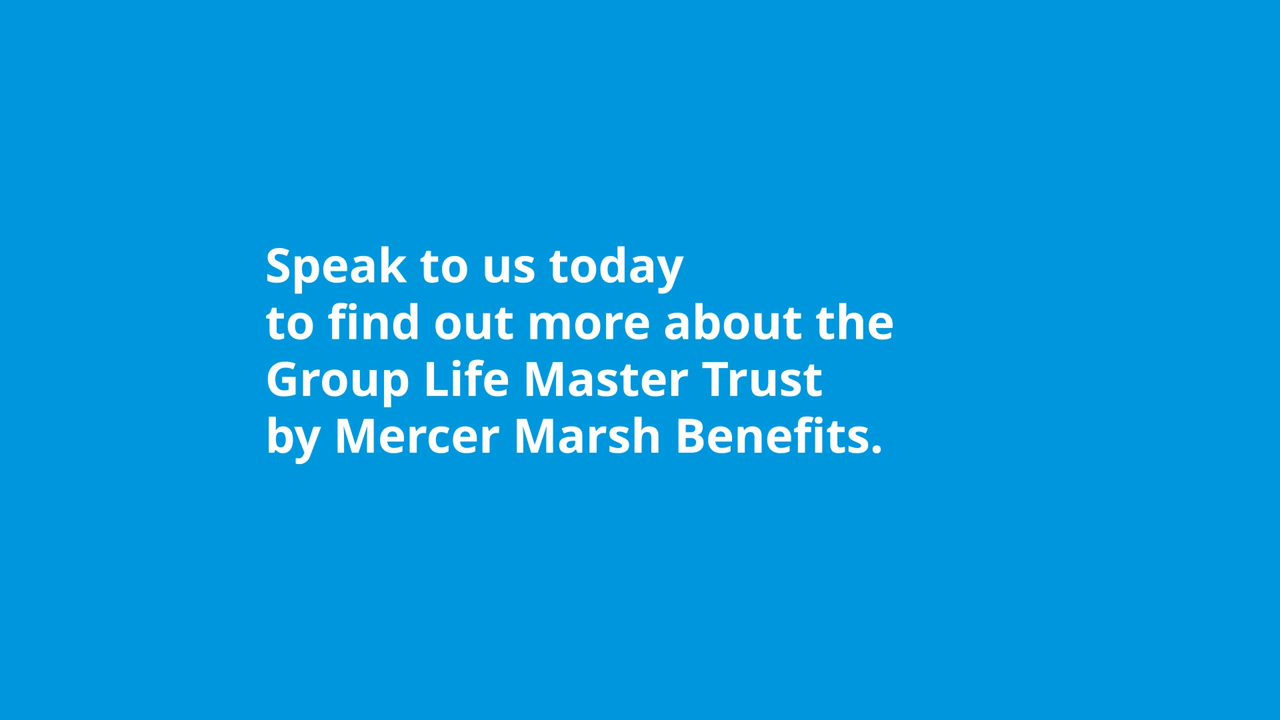 Speak to us today
to find out more about the
Group Life Master Trust
by Mercer Marsh Benefits.